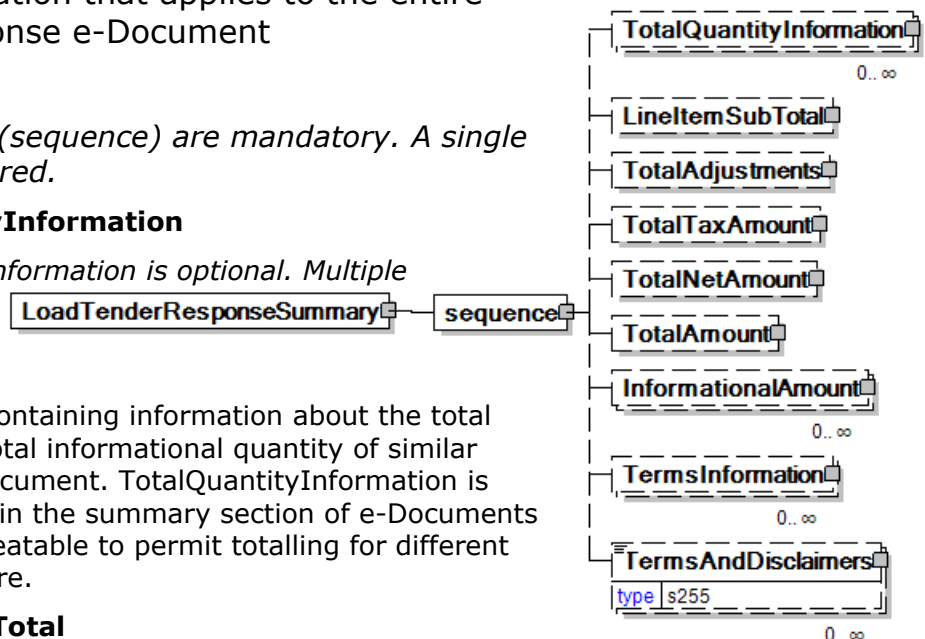 ation that applies to the entire
onse e-Document
(sequence) are mandatory. A single
red.
yInformation
nformation is optional. Multiple
ontaining information about the total
otal informational quantity of similar
cument. TotalQuantityInformation is
in the summary section of e-Documents
eatable to permit totalling for different
re.
Total
LoadTenderResponseSummary
sequence
TotalQuantityInformation
0.. ∞
LineItemSubTotal
TotalAdjustments
TotalTaxAmount
TotalNetAmount
TotalAmount
InformationalAmount
0.. ∞
TermsInformation
0.. ∞
TermsAndDisclaimers
type s255
0.. ∞